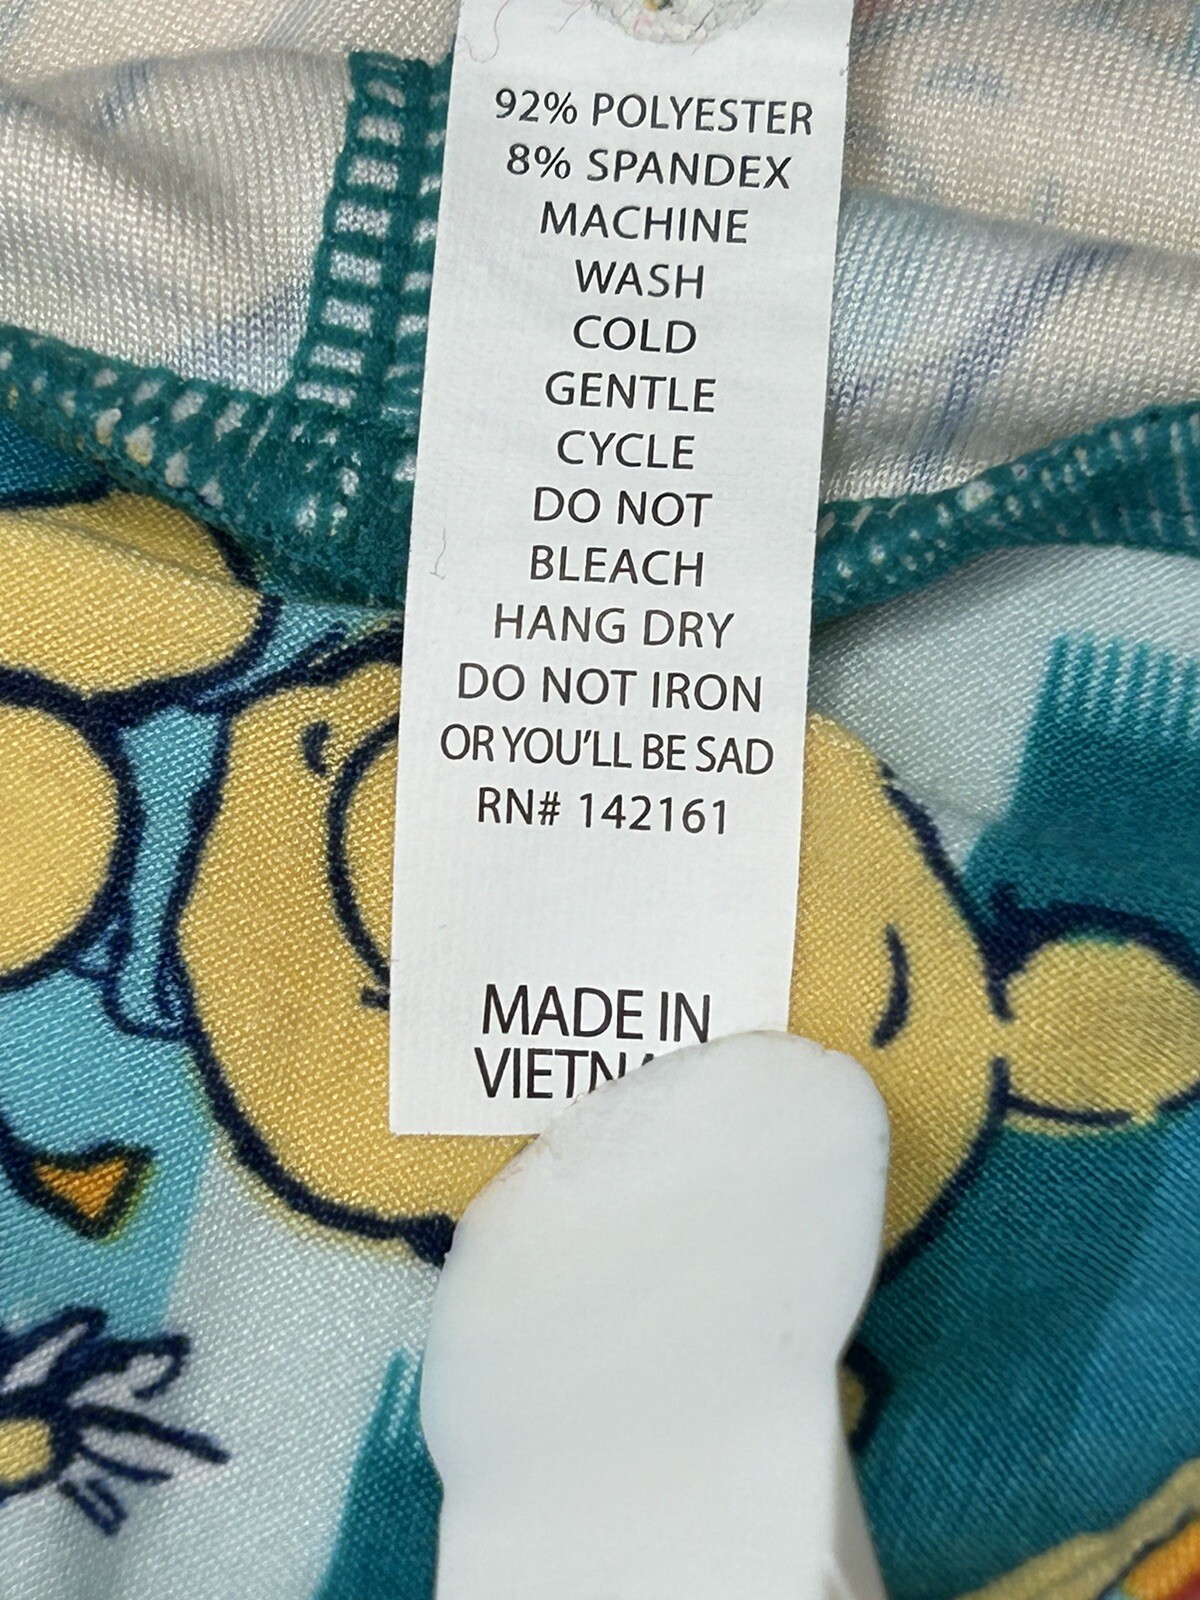 92% POLYESTER
8% SPANDEX
MACHINE
WASH
COLD
GENTLE
CYCLE
DO NOT
BLEACH
HANG DRY
DO NOT IRON
OR YOU'LL BE SAD
RN# 142161
MADE IN